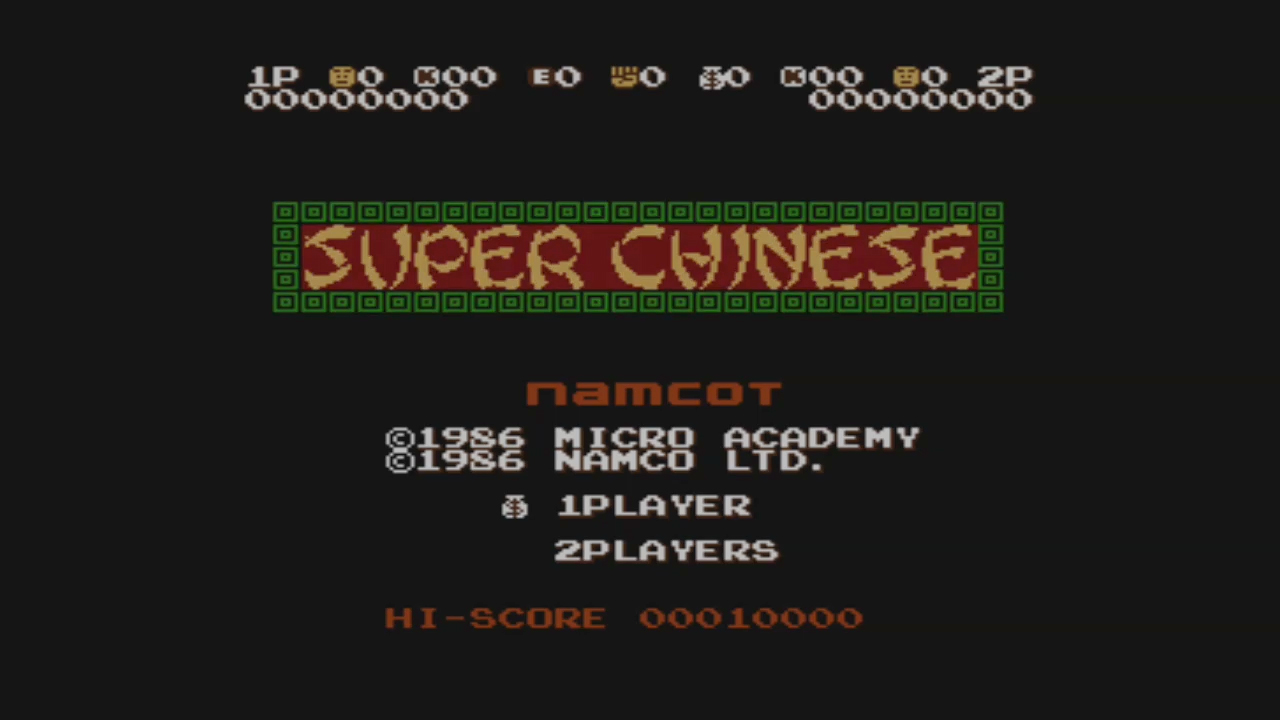 1P 0 K00 E0 0 0 K00 0 2P
00000000 00000000
SUPER CHINESE
namcot
©1986 MICRO ACADEMY
©1986 NAMCO LTD.
1PLAYER
2PLAYERS
HI-SCORE 00010000